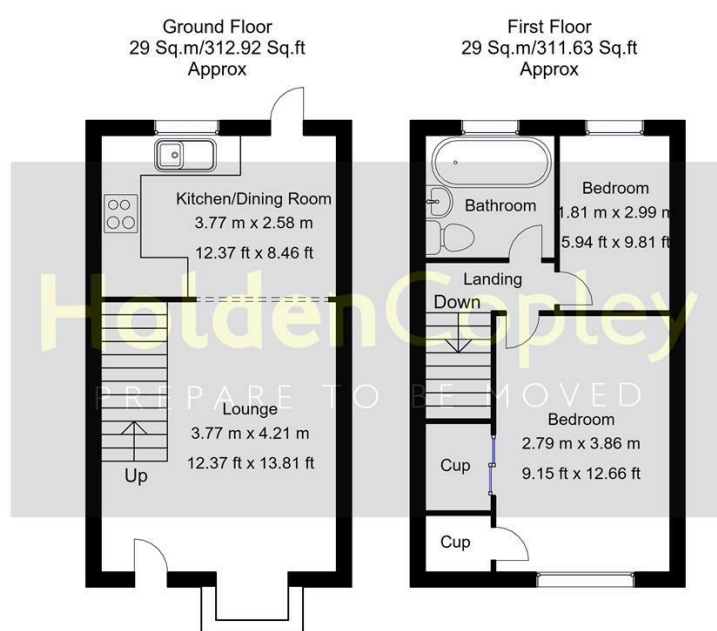 Ground Floor
29 Sq.m/312.92 Sq.ft
Approx
First Floor
29 Sq.m/311.63 Sq.ft
Approx
Kitchen/Dining Room
3.77 m x 2.58 m
12.37 ft x 8.46 ft
Lounge
3.77 m x 4.21 m
12.37 ft x 13.81 ft
Up
Bathroom
Bedroom
1.81 m x 2.99 m
5.94 ft x 9.81 ft
Landing
Down
Bedroom
2.79 m x 3.86 m
9.15 ft x 12.66 ft
Cup
Cup
HoldenCopley
PREPARE TO BE MOVED